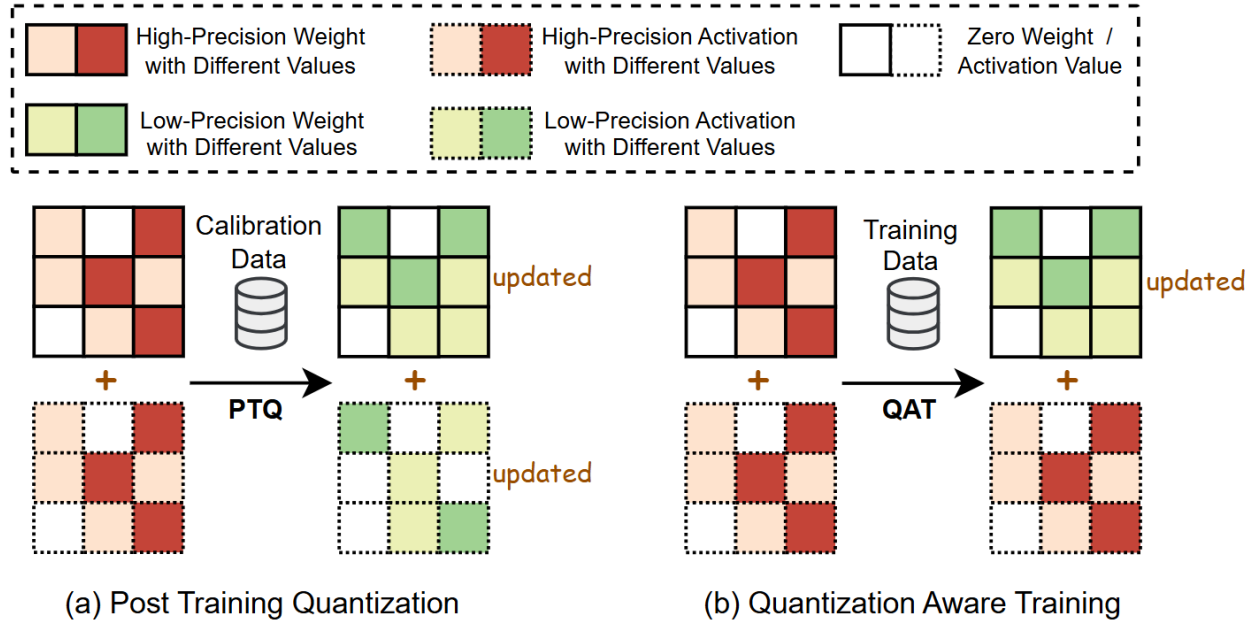 High-Precision Weight
with Different Values
High-Precision Activation
with Different Values
Zero Weight /
Activation Value
Low-Precision Weight
with Different Values
Low-Precision Activation
with Different Values
Calibration
Data
updated
+
+
PTQ
updated
(a) Post Training Quantization
Training
Data
updated
+
+
QAT
(b) Quantization Aware Training